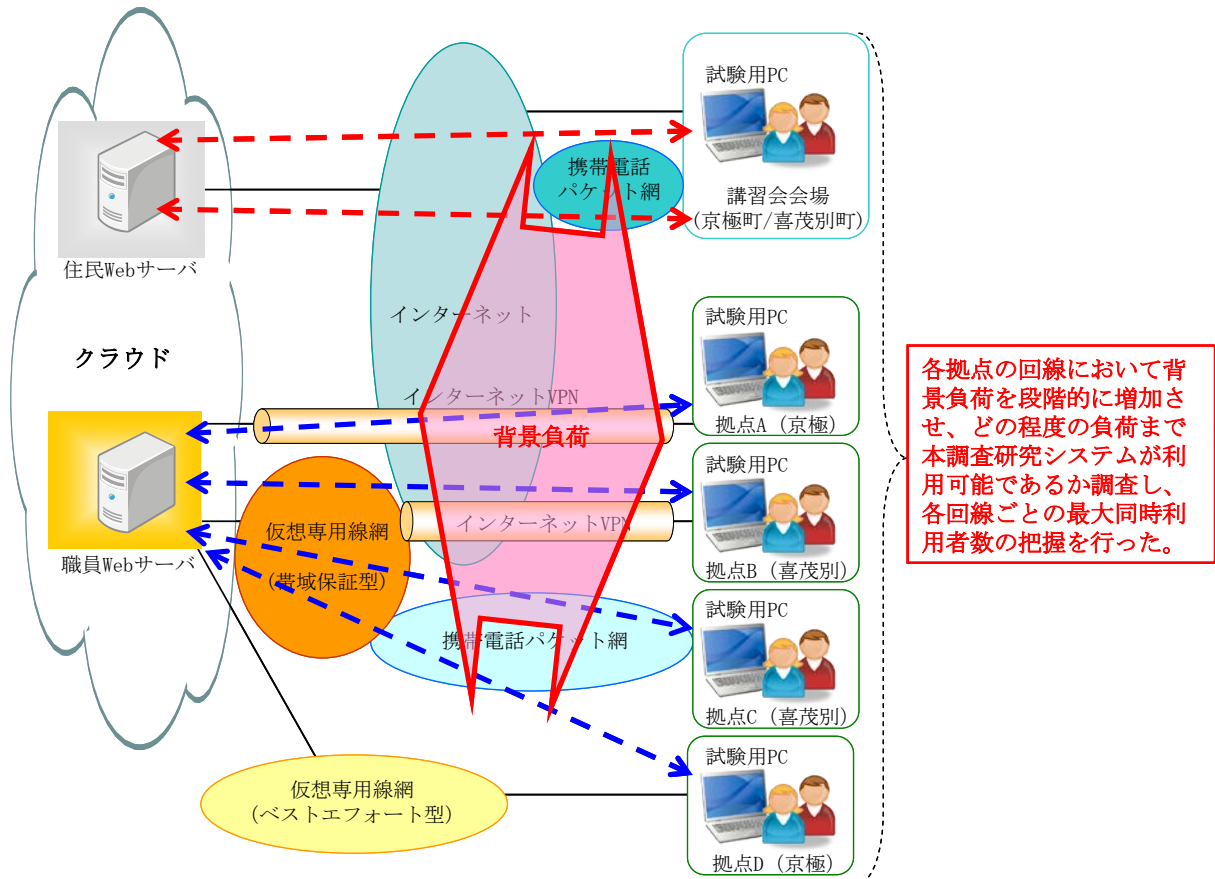 試験用PC
携帯電話
パケット網
講習会会場
(京極町/喜茂別町)
住民Webサーバ
インターネット
試験用PC
クラウド
インターネットVPN
背景負荷
拠点A（京極）
各拠点の回線において背
景負荷を段階的に増加さ
せ、どの程度の負荷まで
本調査研究システムが利
用可能であるか調査し、
各回線ごとの最大同時利
用者数の把握を行った。
試験用PC
インターネットVPN
仮想専用線網
(帯域保証型)
職員Webサーバ
拠点B（喜茂別）
試験用PC
携帯電話パケット網
拠点C（喜茂別）
試験用PC
仮想専用線網
(ベストエフォート型)
拠点D（京極）